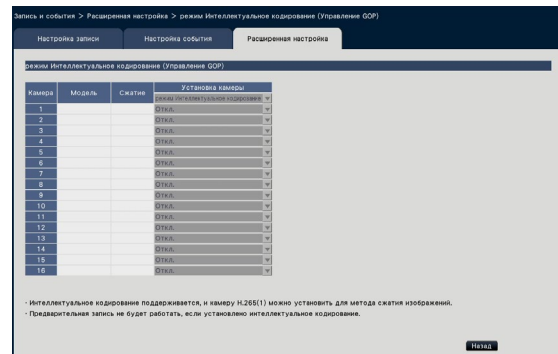 Запись и события > Расширенная настройка > режим Интеллектуальное кодирование (Управление GOP)
Настройка записи Настройка события Расширенная настройка
режим Интеллектуальное кодирование (Управление GOP)
Камера Модель Сжатие Установка камеры
режим Интеллектуальное кодирование
1 Откл.
2 Откл.
3 Откл.
4 Откл.
5 Откл.
6 Откл.
7 Откл.
8 Откл.
9 Откл.
10 Откл.
11 Откл.
12 Откл.
13 Откл.
14 Откл.
15 Откл.
16 Откл.
· Интеллектуальное кодирование поддерживается, и камеру H.265(1) можно установить для метода сжатия изображений.
· Предварительная запись не будет работать, если установлено интеллектуальное кодирование.
Назад